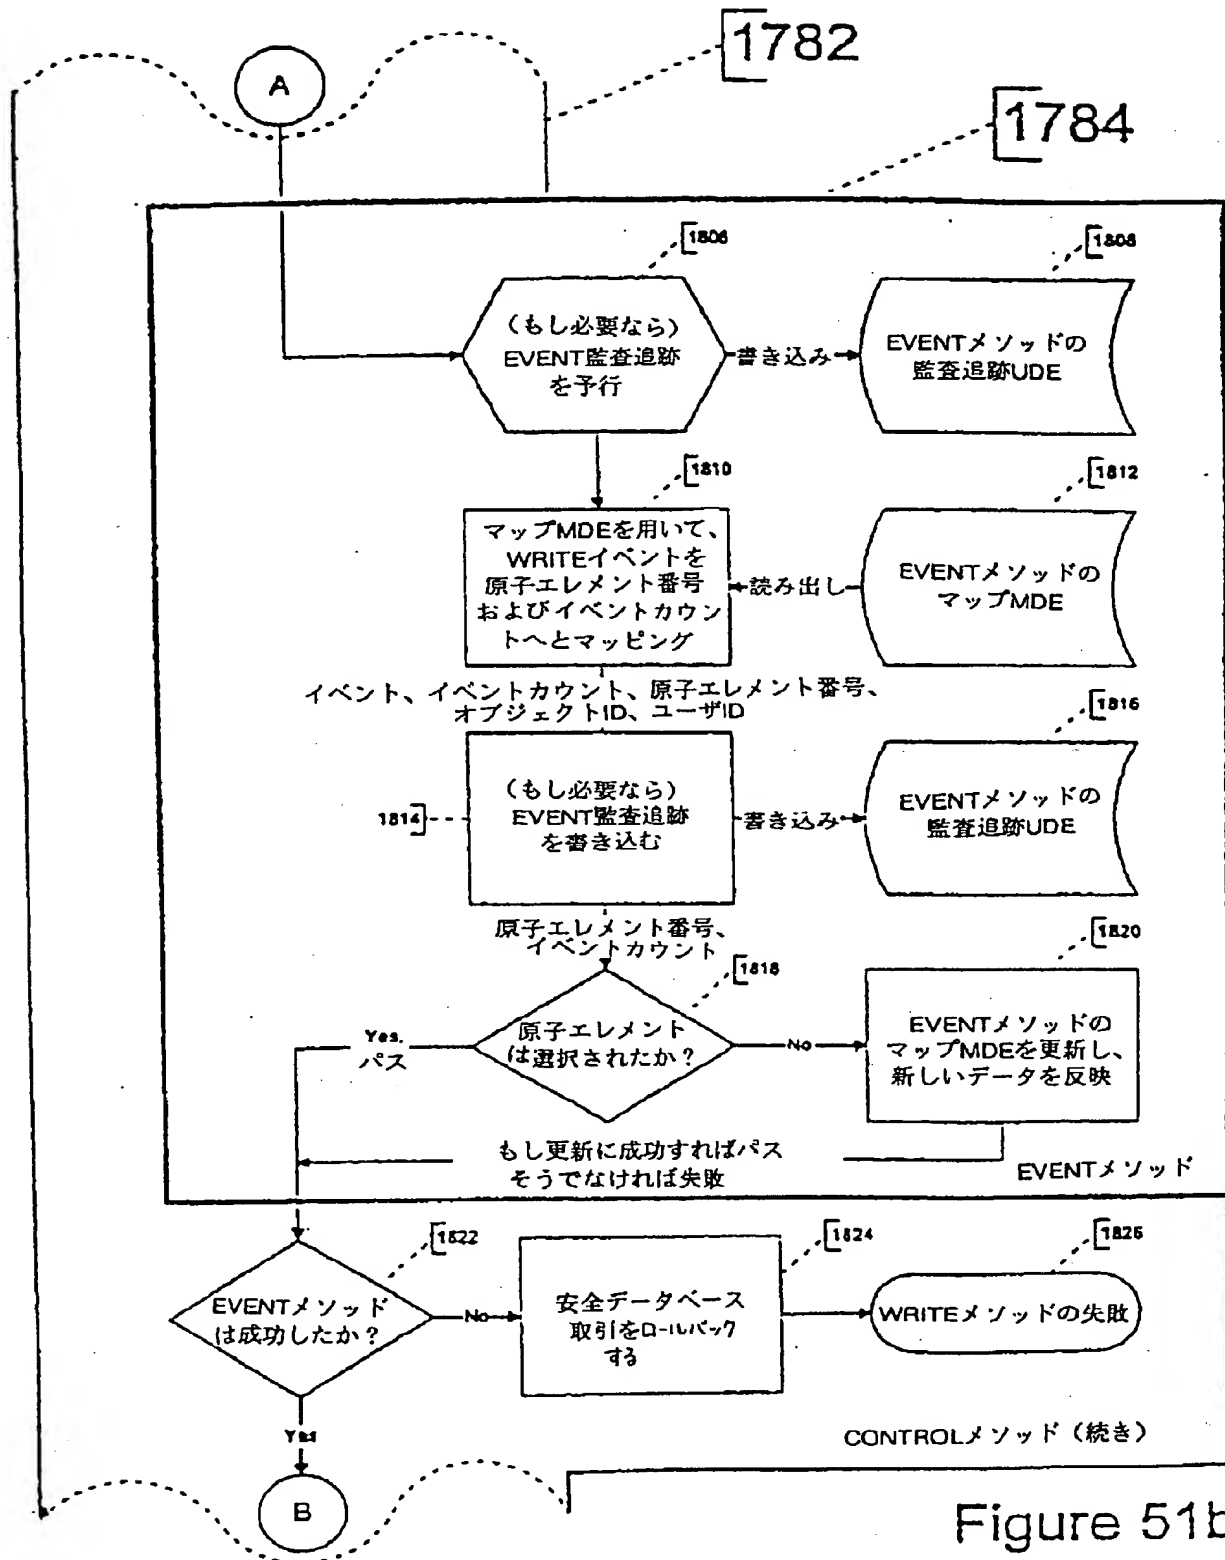 1782
A
1784
1806
1808
(もし必要なら)
EVENT監査追跡
を予行
書き込み
EVENTメソッドの
監査追跡UDE
1810
1812
マップMDEを用いて、
WRITEイベントを
原子エレメント番号
およびイベントカウン
トへとマッピング
読み出し
EVENTメソッドの
マップMDE
イベント、イベントカウント、原子エレメント番号、
オブジェクトID、ユーザID
1816
1814
(もし必要なら)
EVENT監査追跡
を書き込む
書き込み
EVENTメソッドの
監査追跡UDE
原子エレメント番号、
イベントカウント
1818
1820
Yes.
パス
原子エレメント
は選択されたか?
No
EVENTメソッドの
マップMDEを更新し、
新しいデータを反映
もし更新に成功すればパス
そうでなければ失敗
EVENTメソッド
1822
1824
1826
EVENTメソッド
は成功したか?
No
安全データベース
取引をロールバック
する
WRITEメソッドの失敗
Yes
CONTROLメソッド(続き)
B
Figure 51b